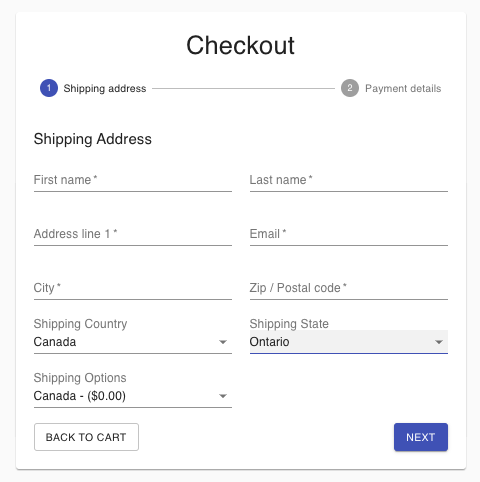 Checkout
1 Shipping address 2 Payment details
Shipping Address
First name * Last name *
Address line 1 * Email *
City * Zip / Postal code *
Shipping Country Shipping State
Canada Ontario
Shipping Options
Canada - ($0.00)
BACK TO CART NEXT